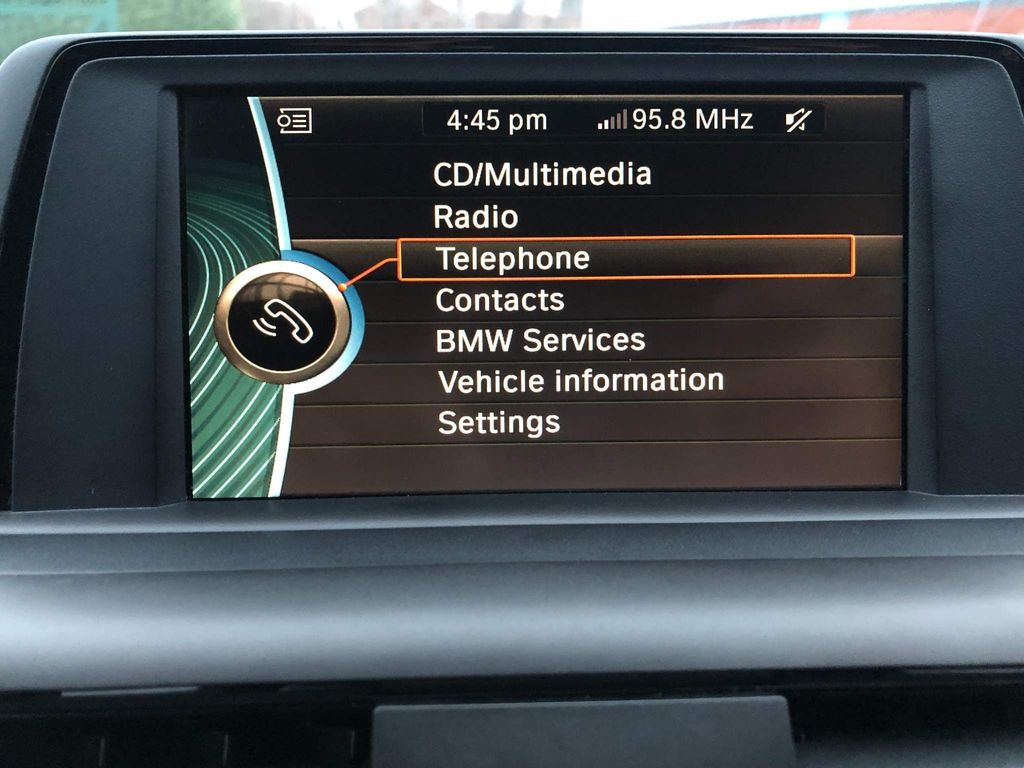 4:45 pm 95.8 MHz
CD/Multimedia
Radio
Telephone
Contacts
BMW Services
Vehicle information
Settings